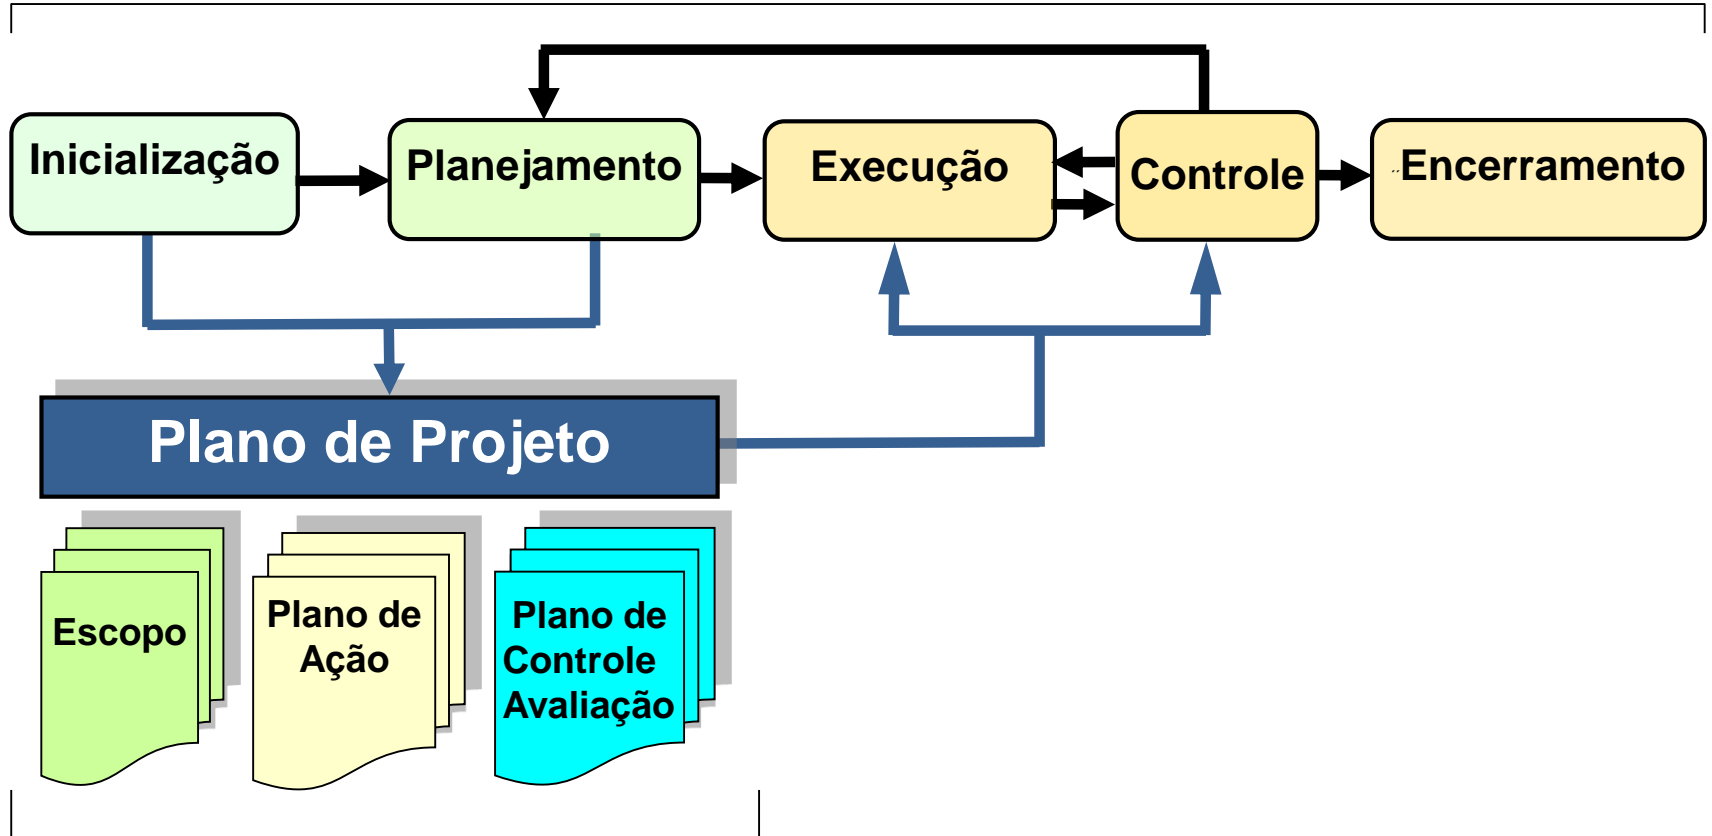 Inicialização
Planejamento
Execução
Controle
Encerramento
Plano de Projeto
Escopo
Plano de
Ação
Plano de
Controle
Avaliação